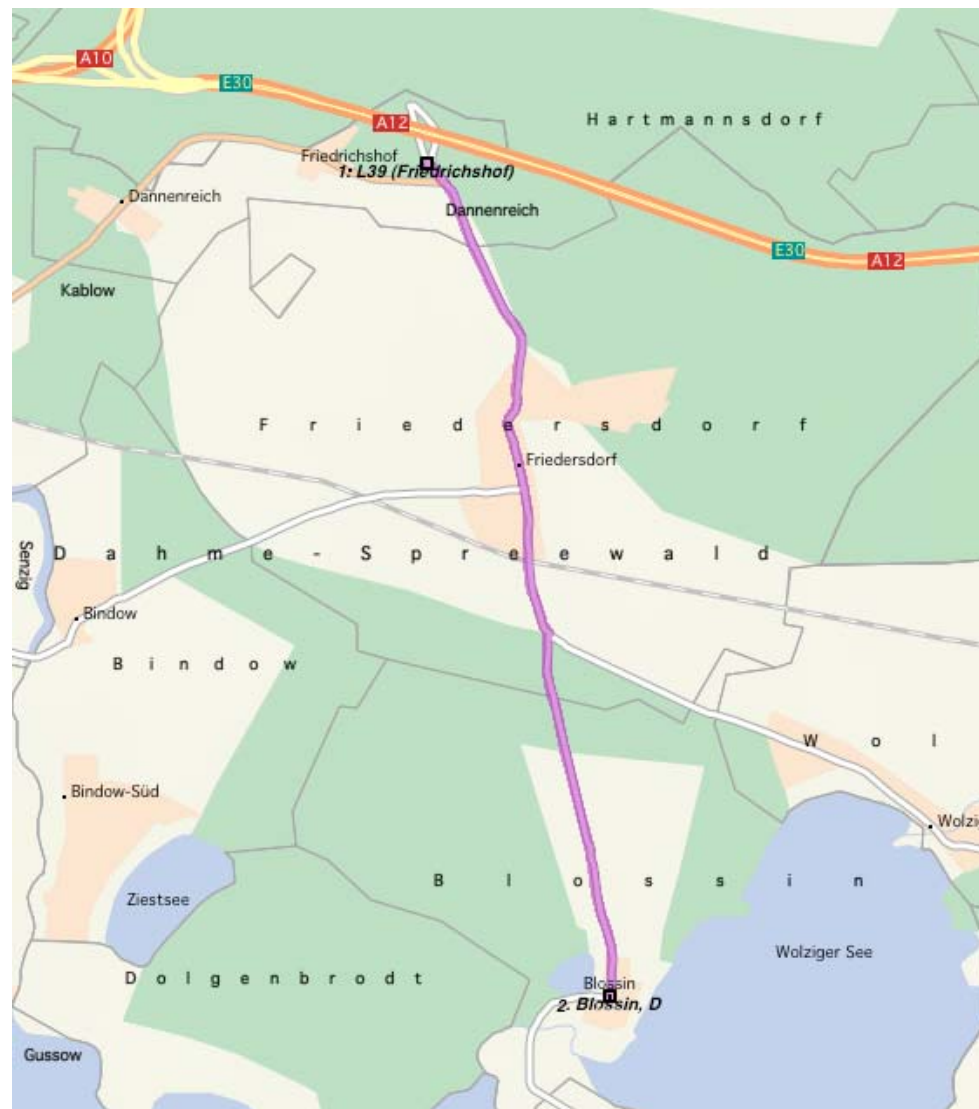 A10
E30
Hartmannsdorf
A12
Friedrichshof
1: L39 (Friedrichshof)
Dannenreich
Dannenreich
E30
A12
Kablow
Friedersdorf
Friedersdorf
Senzig
Dahme-Spreewald
Bindow
Bindow
Wol
Bindow-Süd
Wolzig
Blossin
Ziestsee
Wolziger See
Dolgenbrodt
Blossin
2. Blossin, D
Gussow